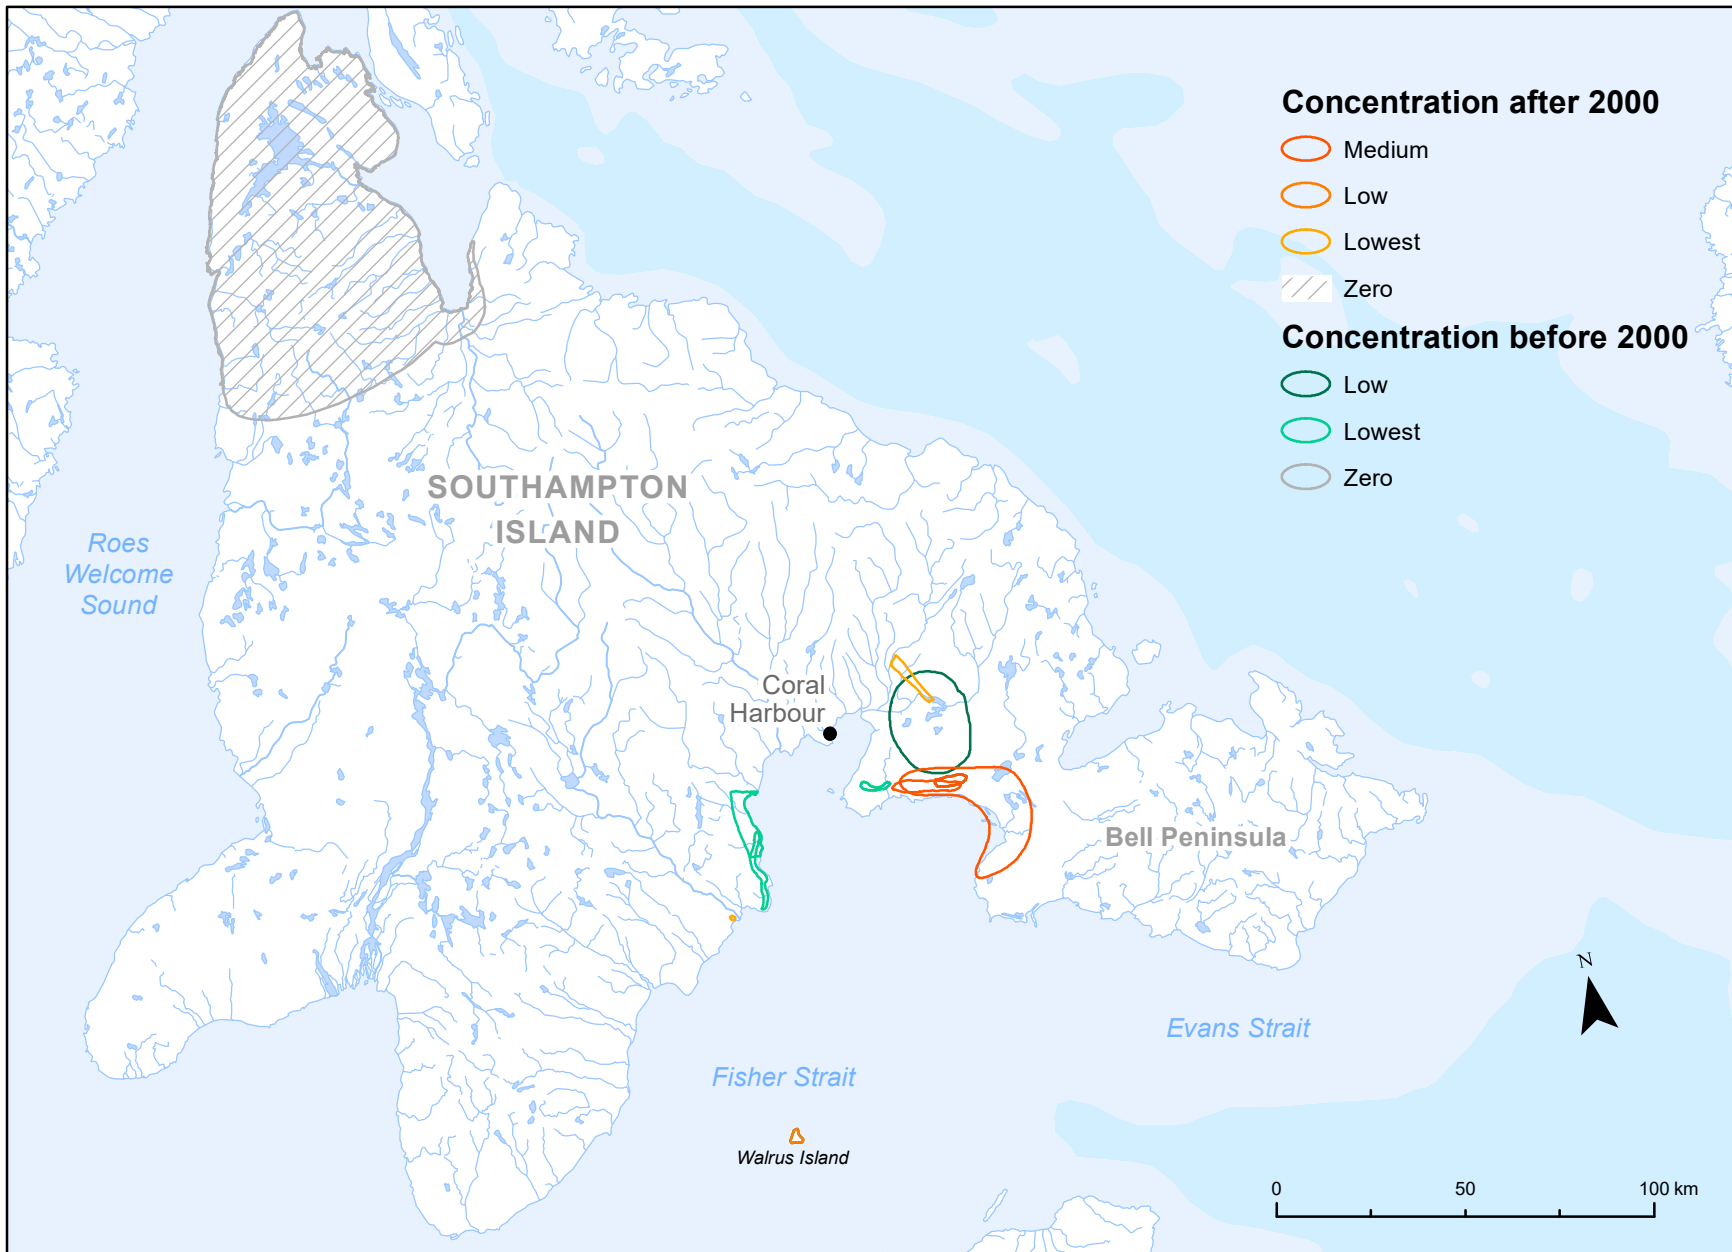 Concentration after 2000
Medium
Low
Lowest
Zero
Concentration before 2000
Low
Lowest
Zero
SOUTHAMPTON
ISLAND
Roes
Welcome
Sound
Coral
Harbour
Bell Peninsula
N
Evans Strait
Fisher Strait
Walrus Island
0 50 100 km